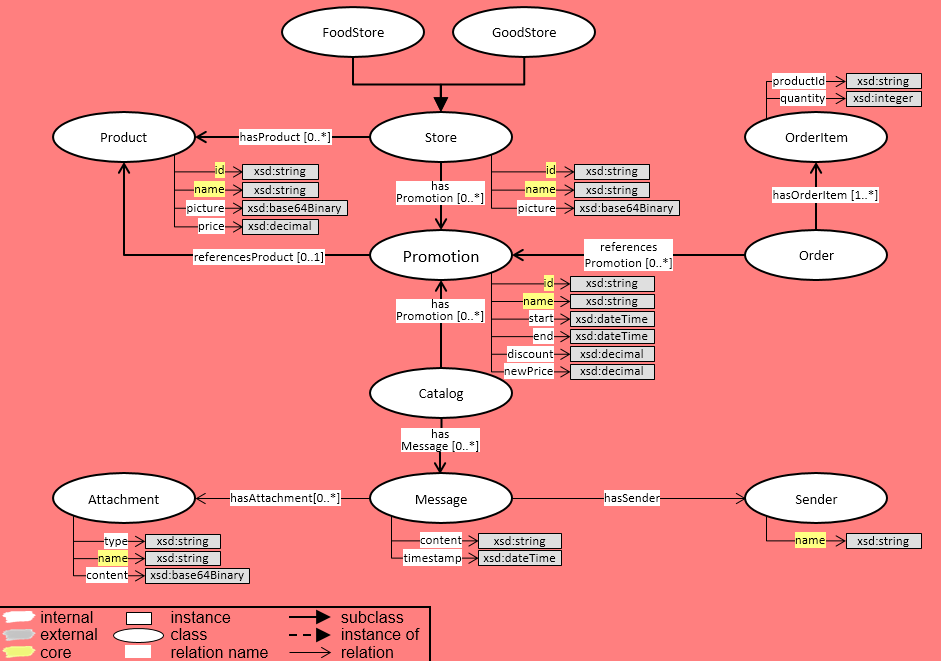 FoodStore
GoodStore
Product
hasProduct [0..*]
Store
productId
xsd:string
quantity
xsd:integer
OrderItem
id
xsd:string
name
xsd:string
picture
xsd:base64Binary
price
xsd:decimal
has
Promotion [0..*]
id
xsd:string
name
xsd:string
picture
xsd:base64Binary
hasOrderItem [1..*]
referencesProduct [0..1]
Promotion
references
Promotion [0..*]
Order
has
Promotion [0..*]
id
xsd:string
name
xsd:string
start
xsd:dateTime
end
xsd:dateTime
discount
xsd:decimal
newPrice
xsd:decimal
Catalog
has
Message [0..*]
Attachment
hasAttachment[0..*]
Message
hasSender
Sender
type
xsd:string
name
xsd:string
content
xsd:base64Binary
content
xsd:string
timestamp
xsd:dateTime
name
xsd:string
internal
instance
subclass
external
class
instance of
core
relation name
relation